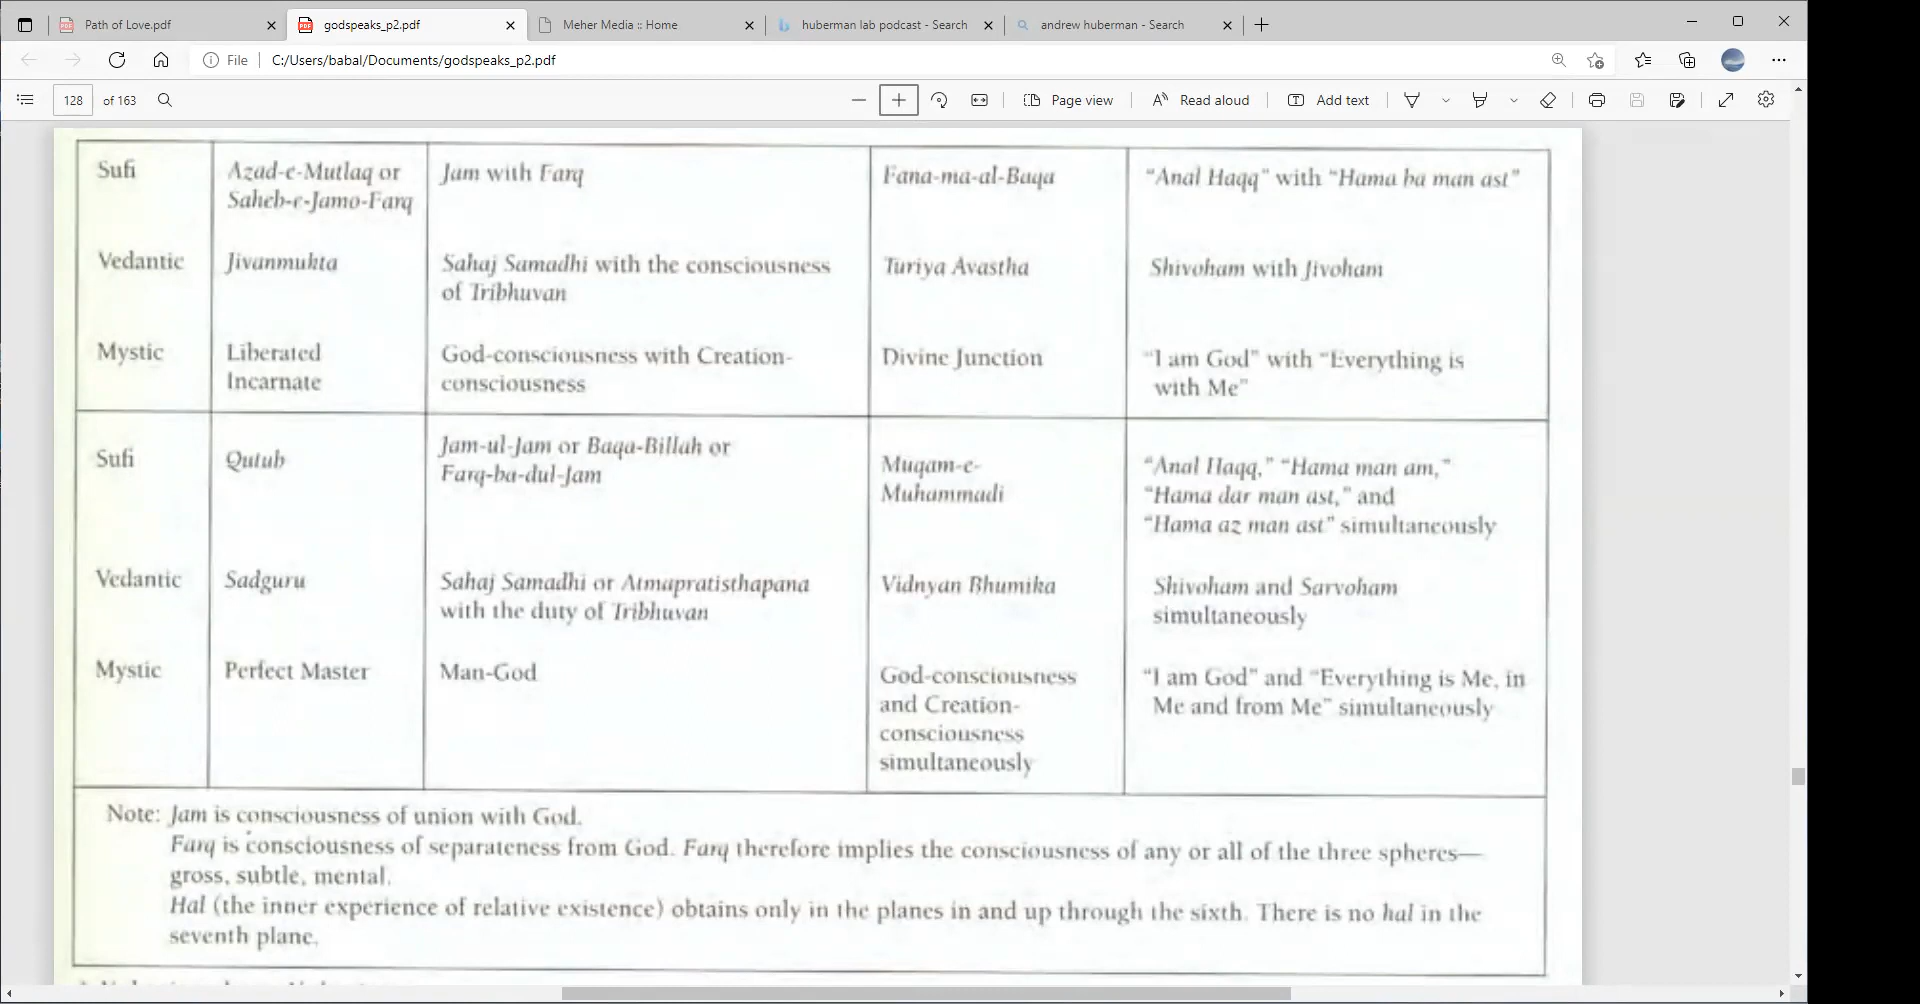 Path of Love.pdf
godspeaks_p2.pdf
Meher Media :: Home
huberman lab podcast - Search
andrew huberman - Search
File
C:/Users/babal/Documents/godspeaks_p2.pdf
128 of 163
Page view
Read aloud
Add text
Sufi
Azad-e-Mutlaq or
Saheb-e-Jamo-Farq
Jam with Farq
Fana-ma-al-Baqa
"Anal Haqq" with "Hama ba man ast"
Vedantic
Jivanmukta
Sahaj Samadhi with the consciousness
of Tribhuvan
Turiya Avastha
Shivoham with Jivoham
Mystic
Liberated
Incarnate
God-consciousness with Creation-
consciousness
Divine Junction
"I am God" with "Everything is
with Me"
Sufi
Qutub
Jam-ul-Jam or Baqa-Billah or
Farq-ba-dul-Jam
Muqam-e-
Muhammadi
"Anal Haqq," "Hama man am,"
"Hama dar man ast," and
"Hama az man ast" simultaneously
Vedantic
Sadguru
Sahaj Samadhi or Atmapratisthapana
with the duty of Tribhuvan
Vidnyan Bhumika
Shivoham and Sarvoham
simultaneously
Mystic
Perfect Master
Man-God
God-consciousness
and Creation-
consciousness
simultaneously
"I am God" and "Everything is Me, in
Me and from Me" simultaneously
Note: Jam is consciousness of union with God.
Farq is consciousness of separateness from God. Farq therefore implies the consciousness of any or all of the three spheres—
gross, subtle, mental.
Hal (the inner experience of relative existence) obtains only in the planes in and up through the sixth. There is no hal in the
seventh plane.